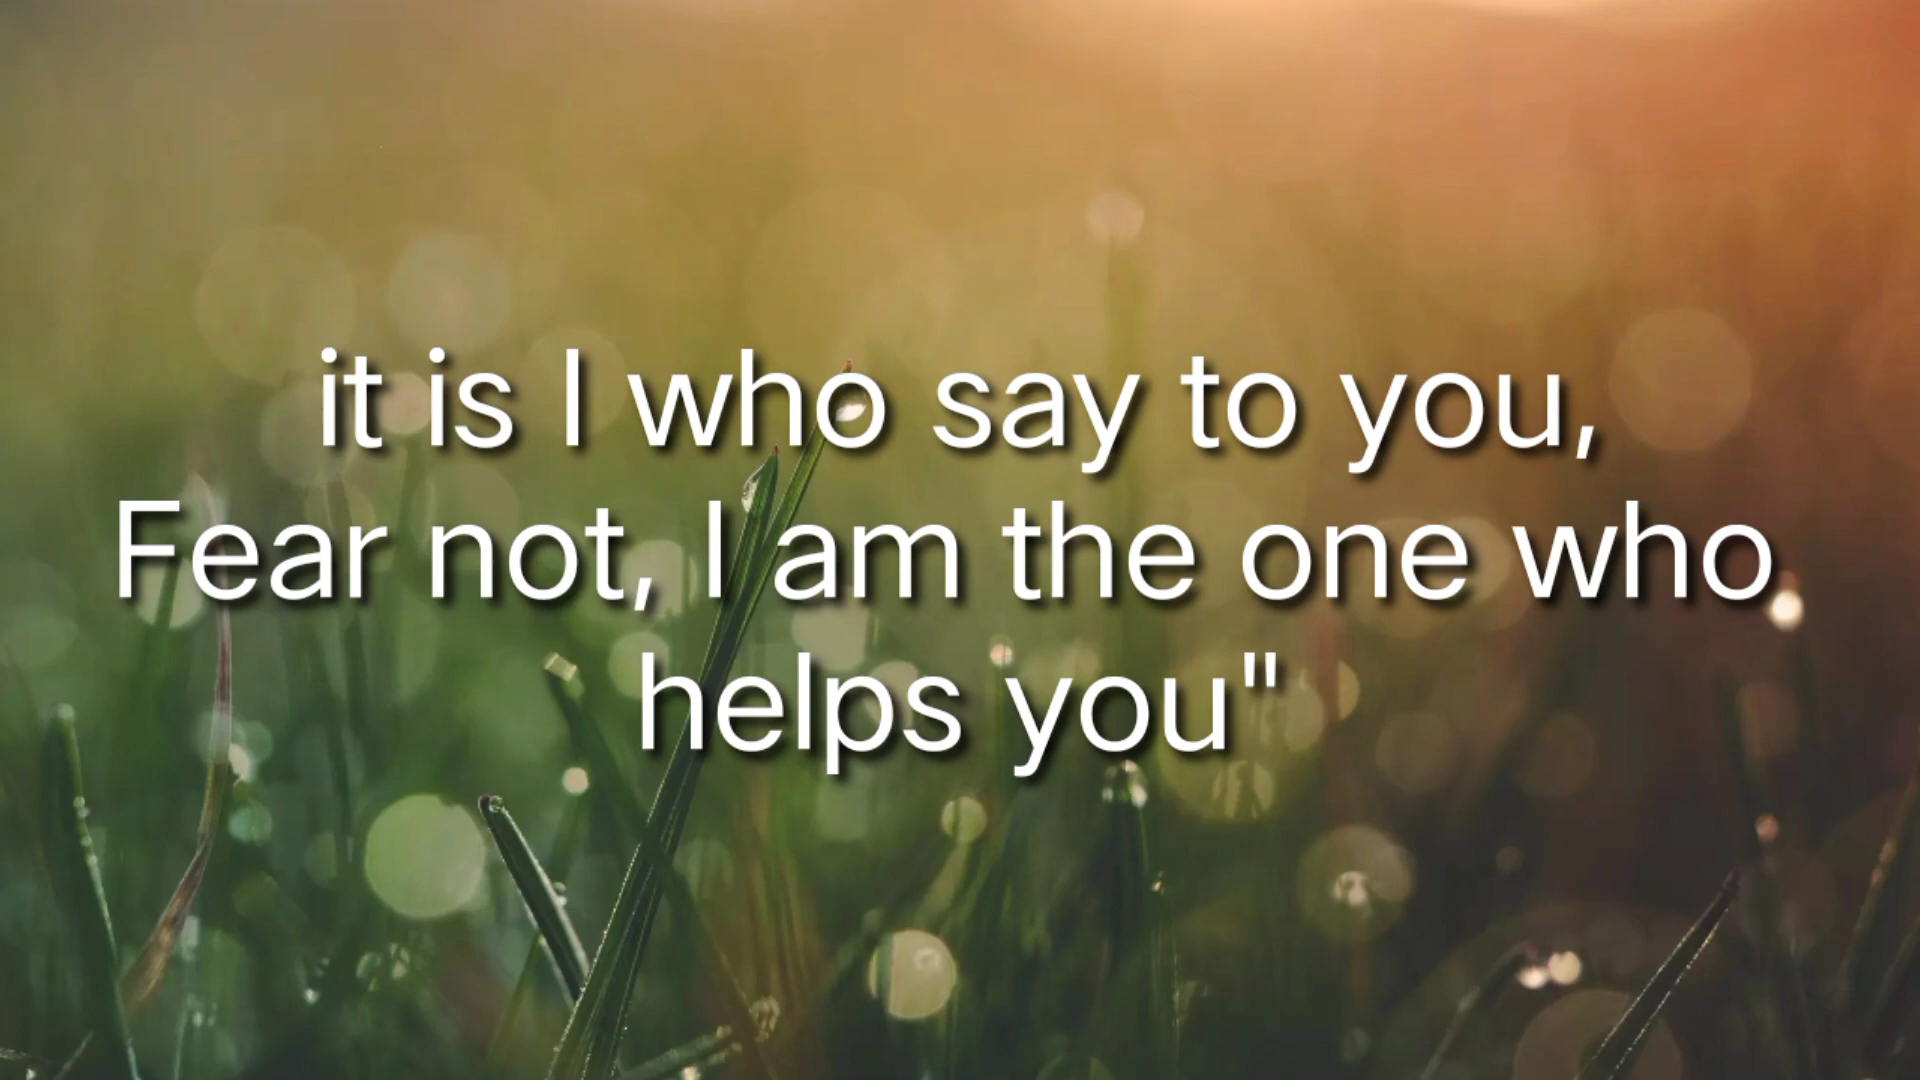 it is I who say to you,
Fear not, I am the one who
helps you"